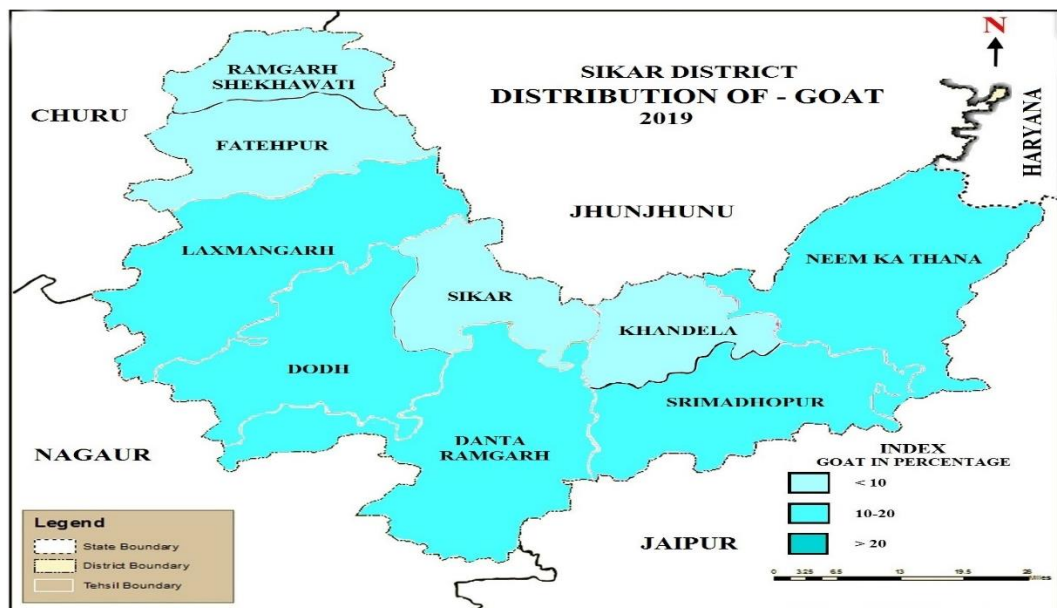 N
RAMGARH
SHEKHAWATI
SIKAR DISTRICT
DISTRIBUTION OF - GOAT
2019
CHURU
HARYANA
FATEHPUR
JHUNJHUNU
LAXMANGARH
NEEM KA THANA
SIKAR
KHANDELA
DODH
SRIMADHOPUR
DANTA
RAMGARH
NAGAUR
INDEX
GOAT IN PERCENTAGE
< 10
10-20
> 20
JAIPUR
Legend
State Boundary
District Boundary
Tehsil Boundary
0 3.25 6.5 13 19.5 26
Miles